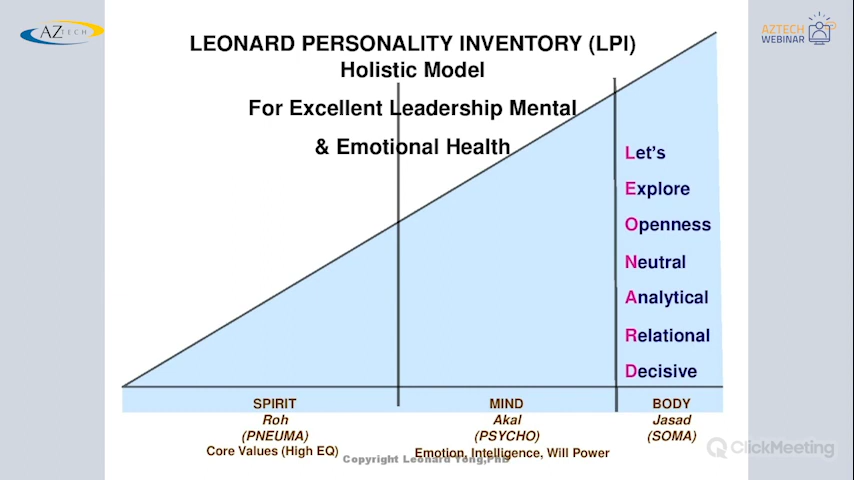 AZTECH
AZTECH
WEBINAR
LEONARD PERSONALITY INVENTORY (LPI)
Holistic Model
For Excellent Leadership Mental
& Emotional Health
Let's
Explore
Openness
Neutral
Analytical
Relational
Decisive
SPIRIT
Roh
(PNEUMA)
Core Values (High EQ)
MIND
Akal
(PSYCHO)
Emotion, Intelligence, Will Power
BODY
Jasad
(SOMA)
Copyright Leonard Yong,PhD
ClickMeeting